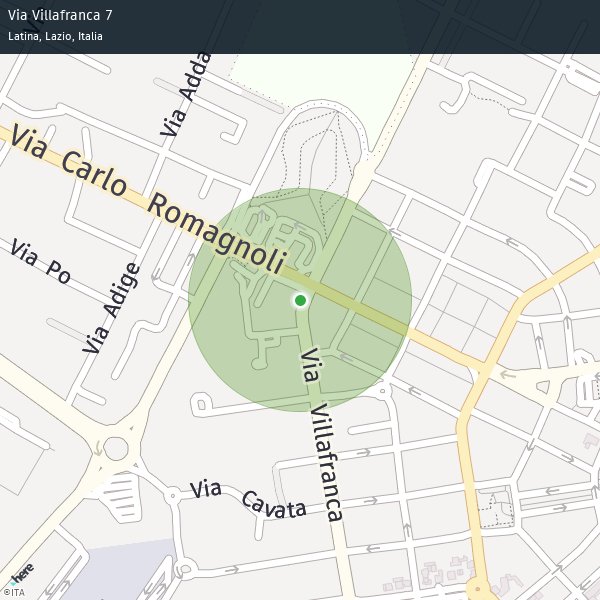 Via Villafranca 7
Latina, Lazio, Italia
Via Adda
Via Carlo Romagnoli
Via Po
Via Adige
Via Villafranca
Via Cavata
here
©ITA